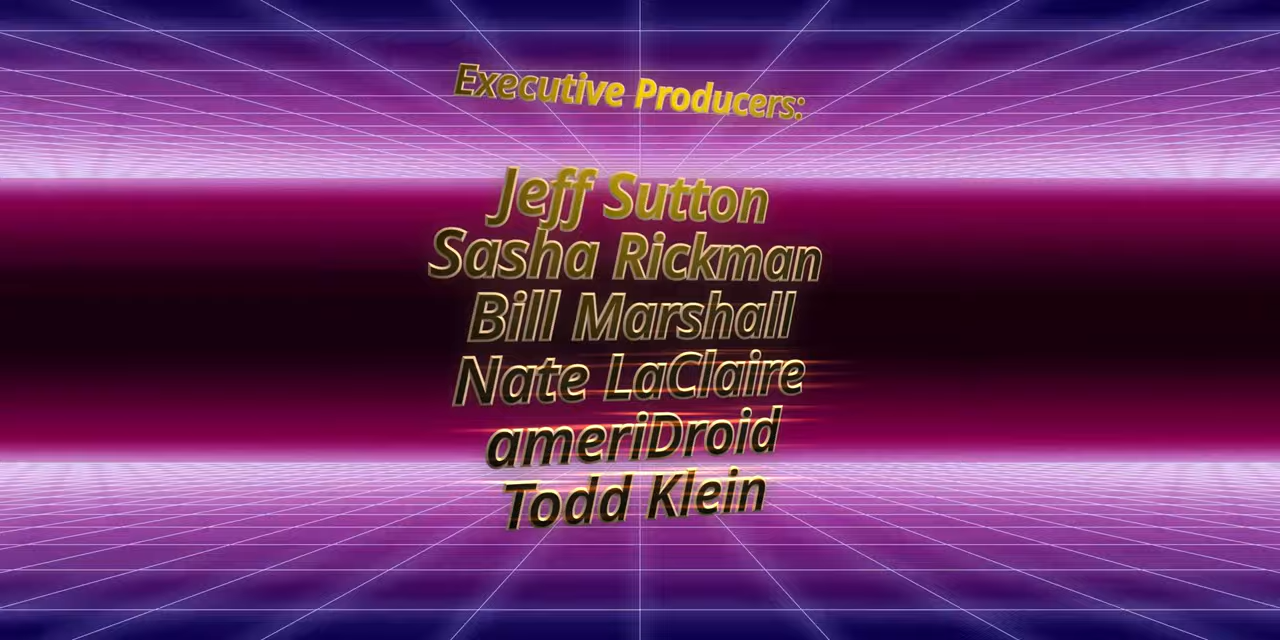 Executive Producers:
Jeff Sutton
Sasha Rickman
Bill Marshall
Nate LaClaire
ameriDroid
Todd Klein